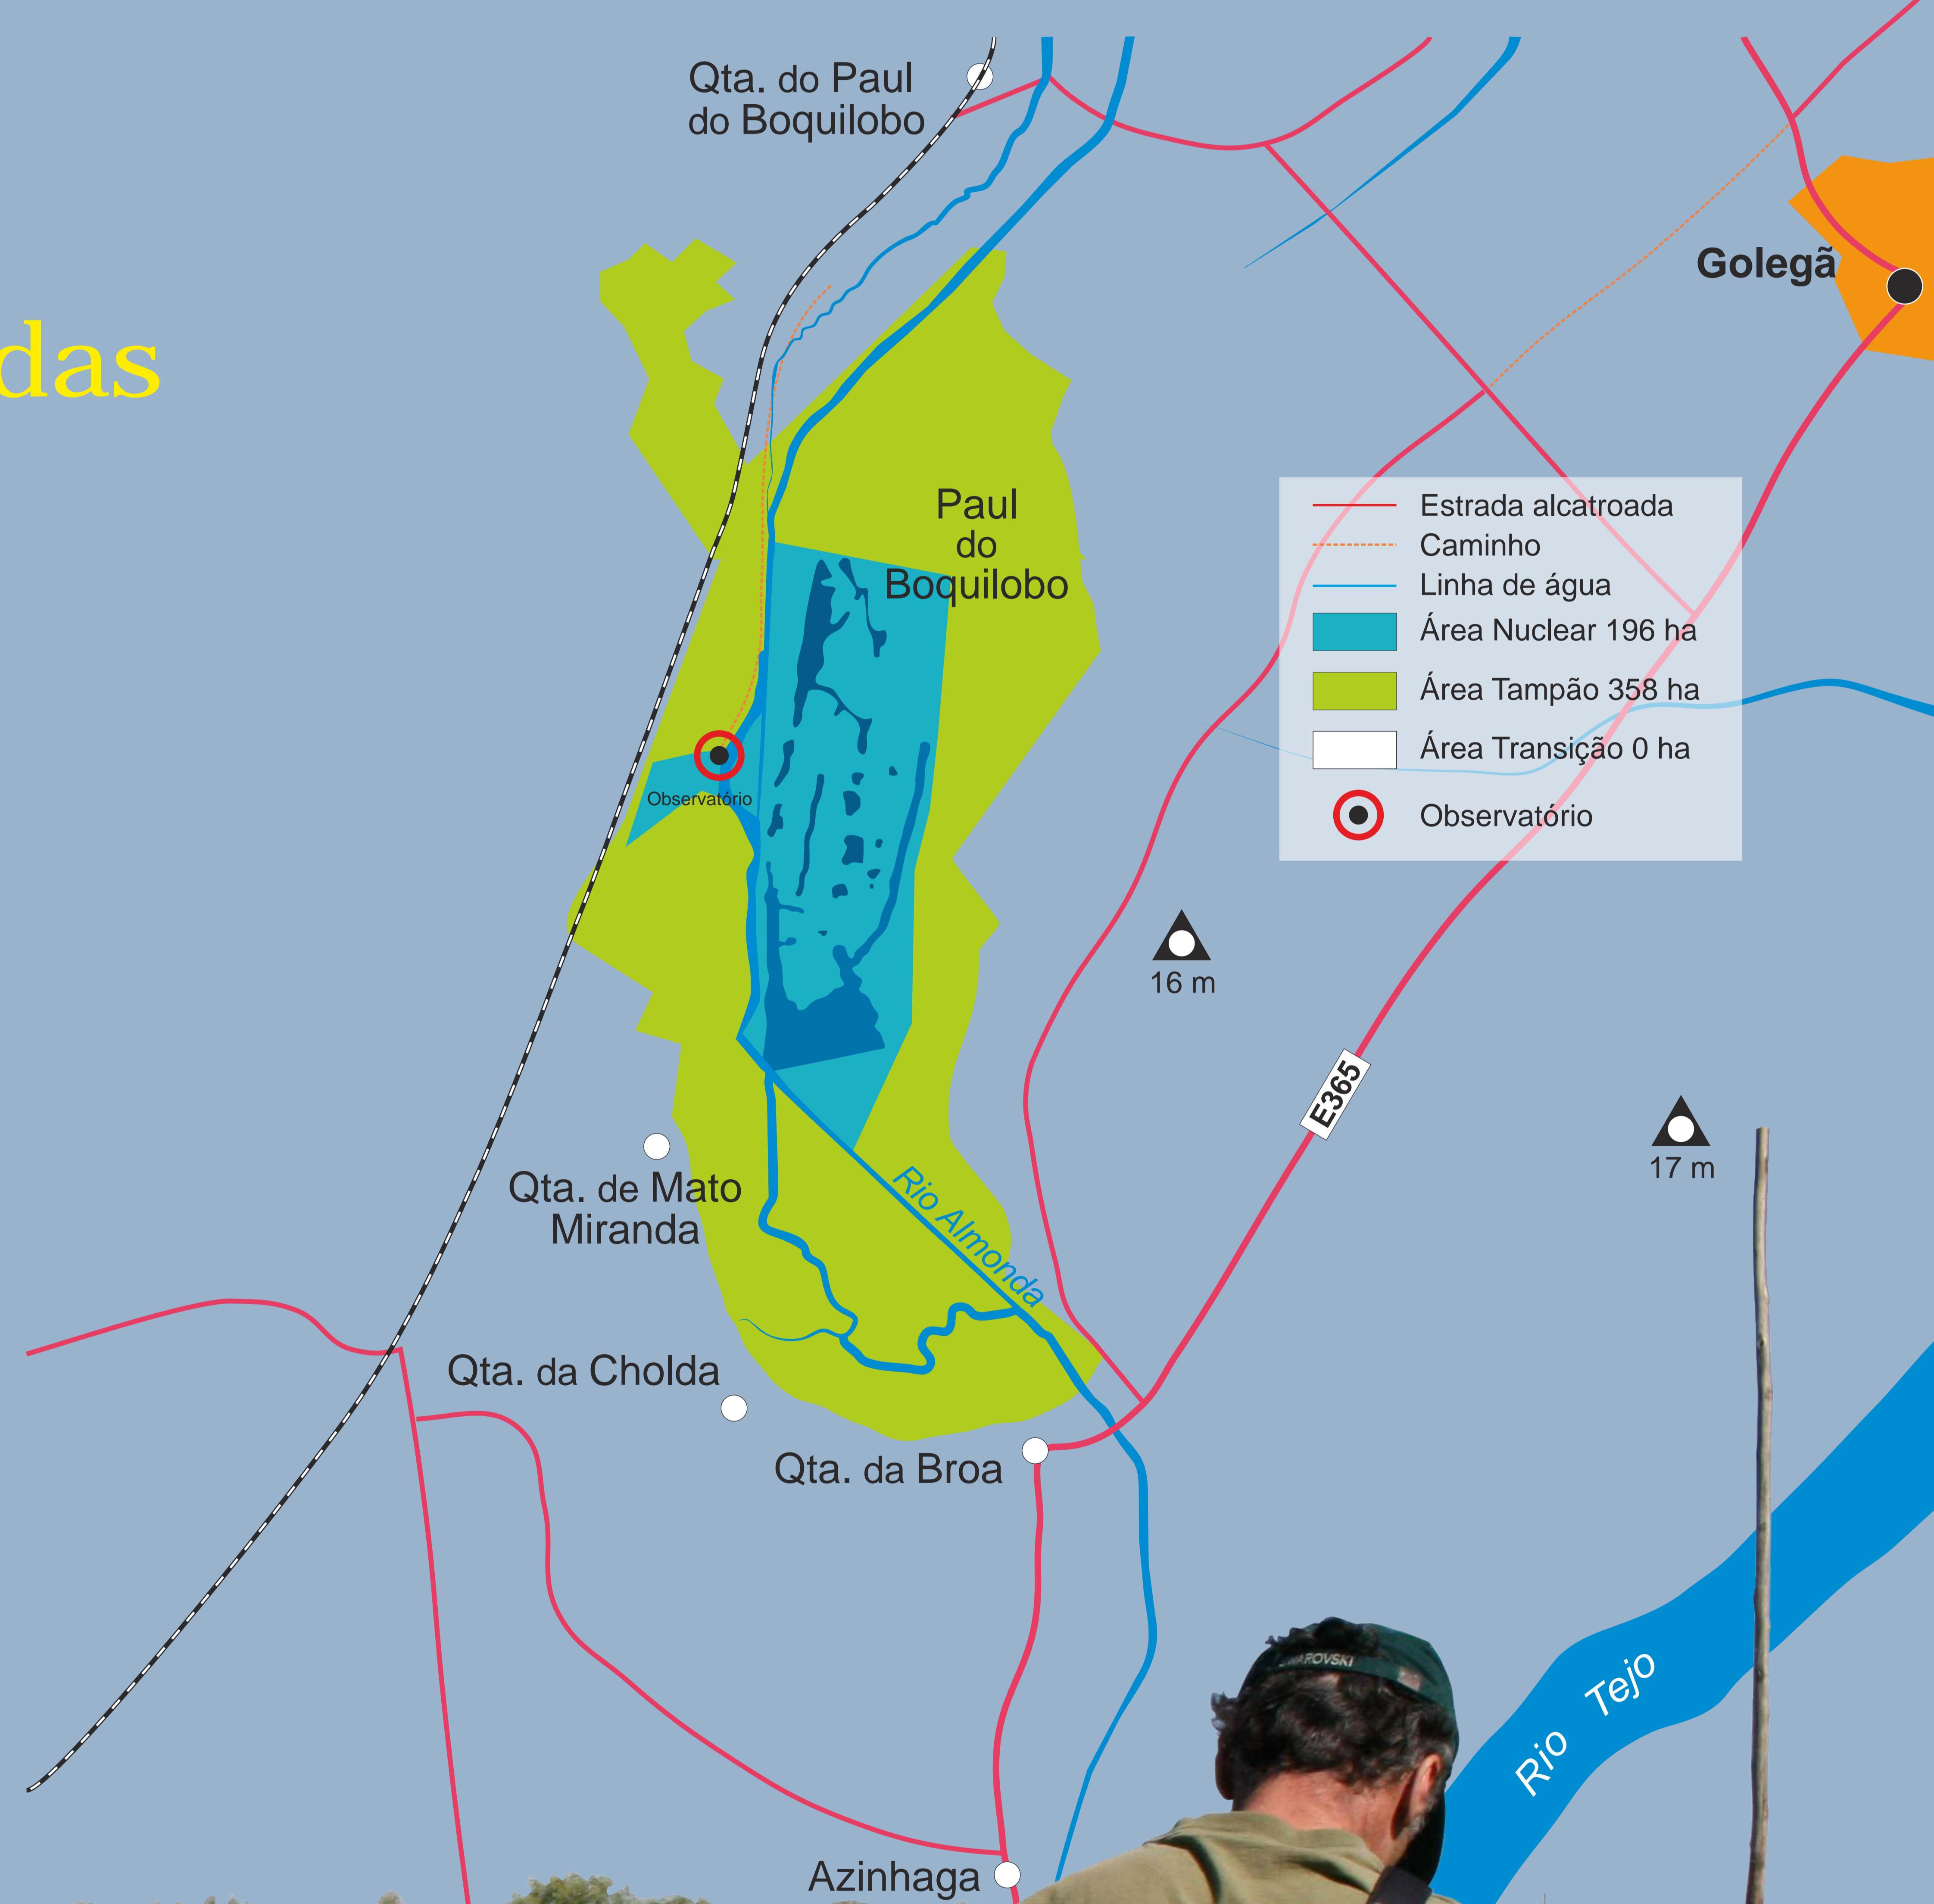 Qta. do Paul
do Boquilobo
Golegã
das
Paul
do
Boquilobo
Estrada alcatroada
Caminho
Linha de água
Área Nuclear 196 ha
Área Tampão 358 ha
Área Transição 0 ha
Observatório
Observatório
16 m
E365
17 m
Qta. de Mato
Miranda
Rio Almonda
Qta. da Cholda
Qta. da Broa
Rio Tejo
Azinhaga